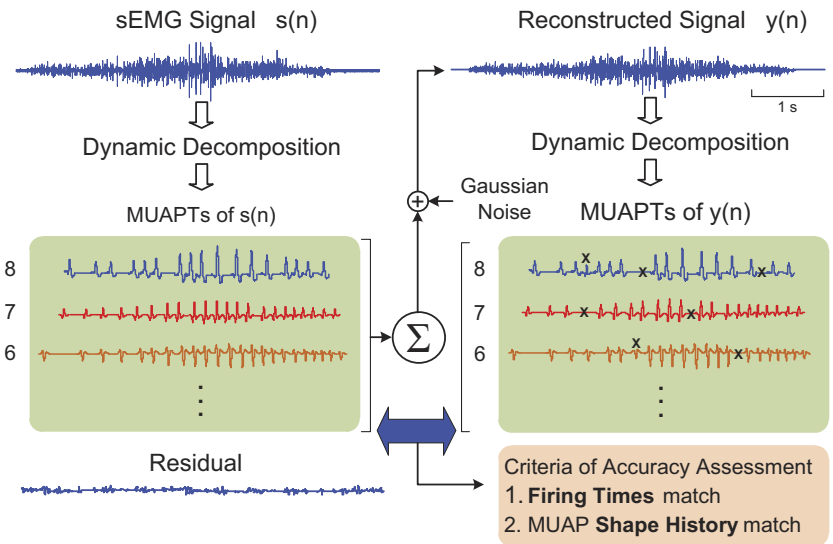 sEMG Signal s(n)
Reconstructed Signal y(n)
1 s
Dynamic Decomposition
Dynamic Decomposition
+
Gaussian
Noise
MUAPTs of s(n)
MUAPTs of y(n)
8
7
6
Σ
8
x
x
x
7
x
x
6
x
x
Residual
Criteria of Accuracy Assessment
1. Firing Times match
2. MUAP Shape History match